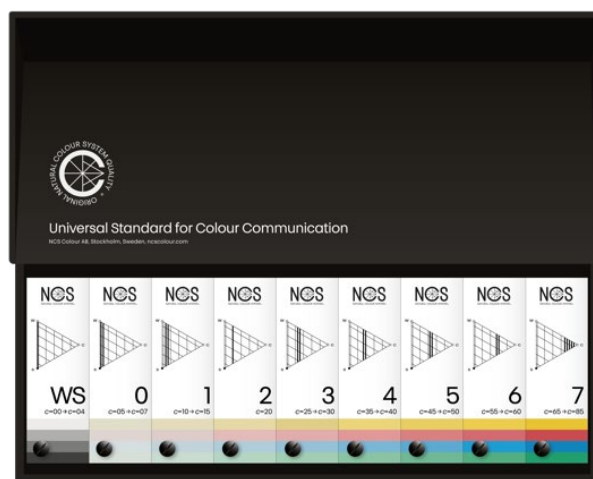 ORIGINAL NATURAL COLOUR SYSTEM QUALITY
Universal Standard for Colour Communication
NCS Colour AB, Stockholm, Sweden, ncscolour.com
NCS NCS NCS NCS NCS NCS NCS NCS NCS
WS 0 1 2 3 4 5 6 7
c=00→c=04 c=05→c=07 c=10→c=15 c=20 c=25→c=30 c=35→c=40 c=45→c=50 c=55→c=60 c=65→c=85